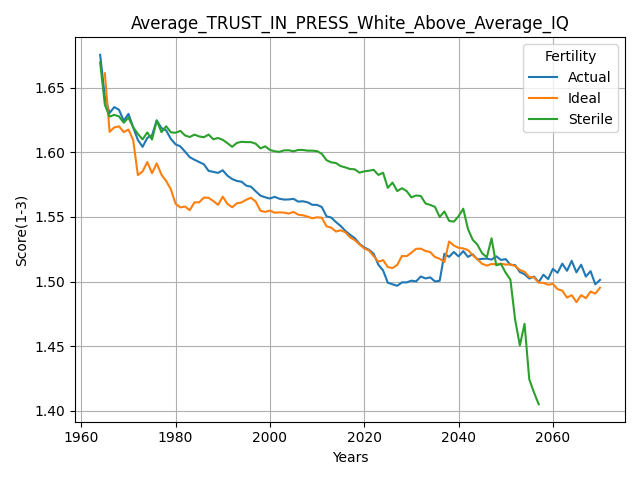 Average_TRUST_IN_PRESS_White_Above_Average_IQ
Score(1-3)
1.65
1.60
1.55
1.50
1.45
1.40
Fertility
Actual
Ideal
Sterile
1960
1980
2000
2020
2040
2060
Years